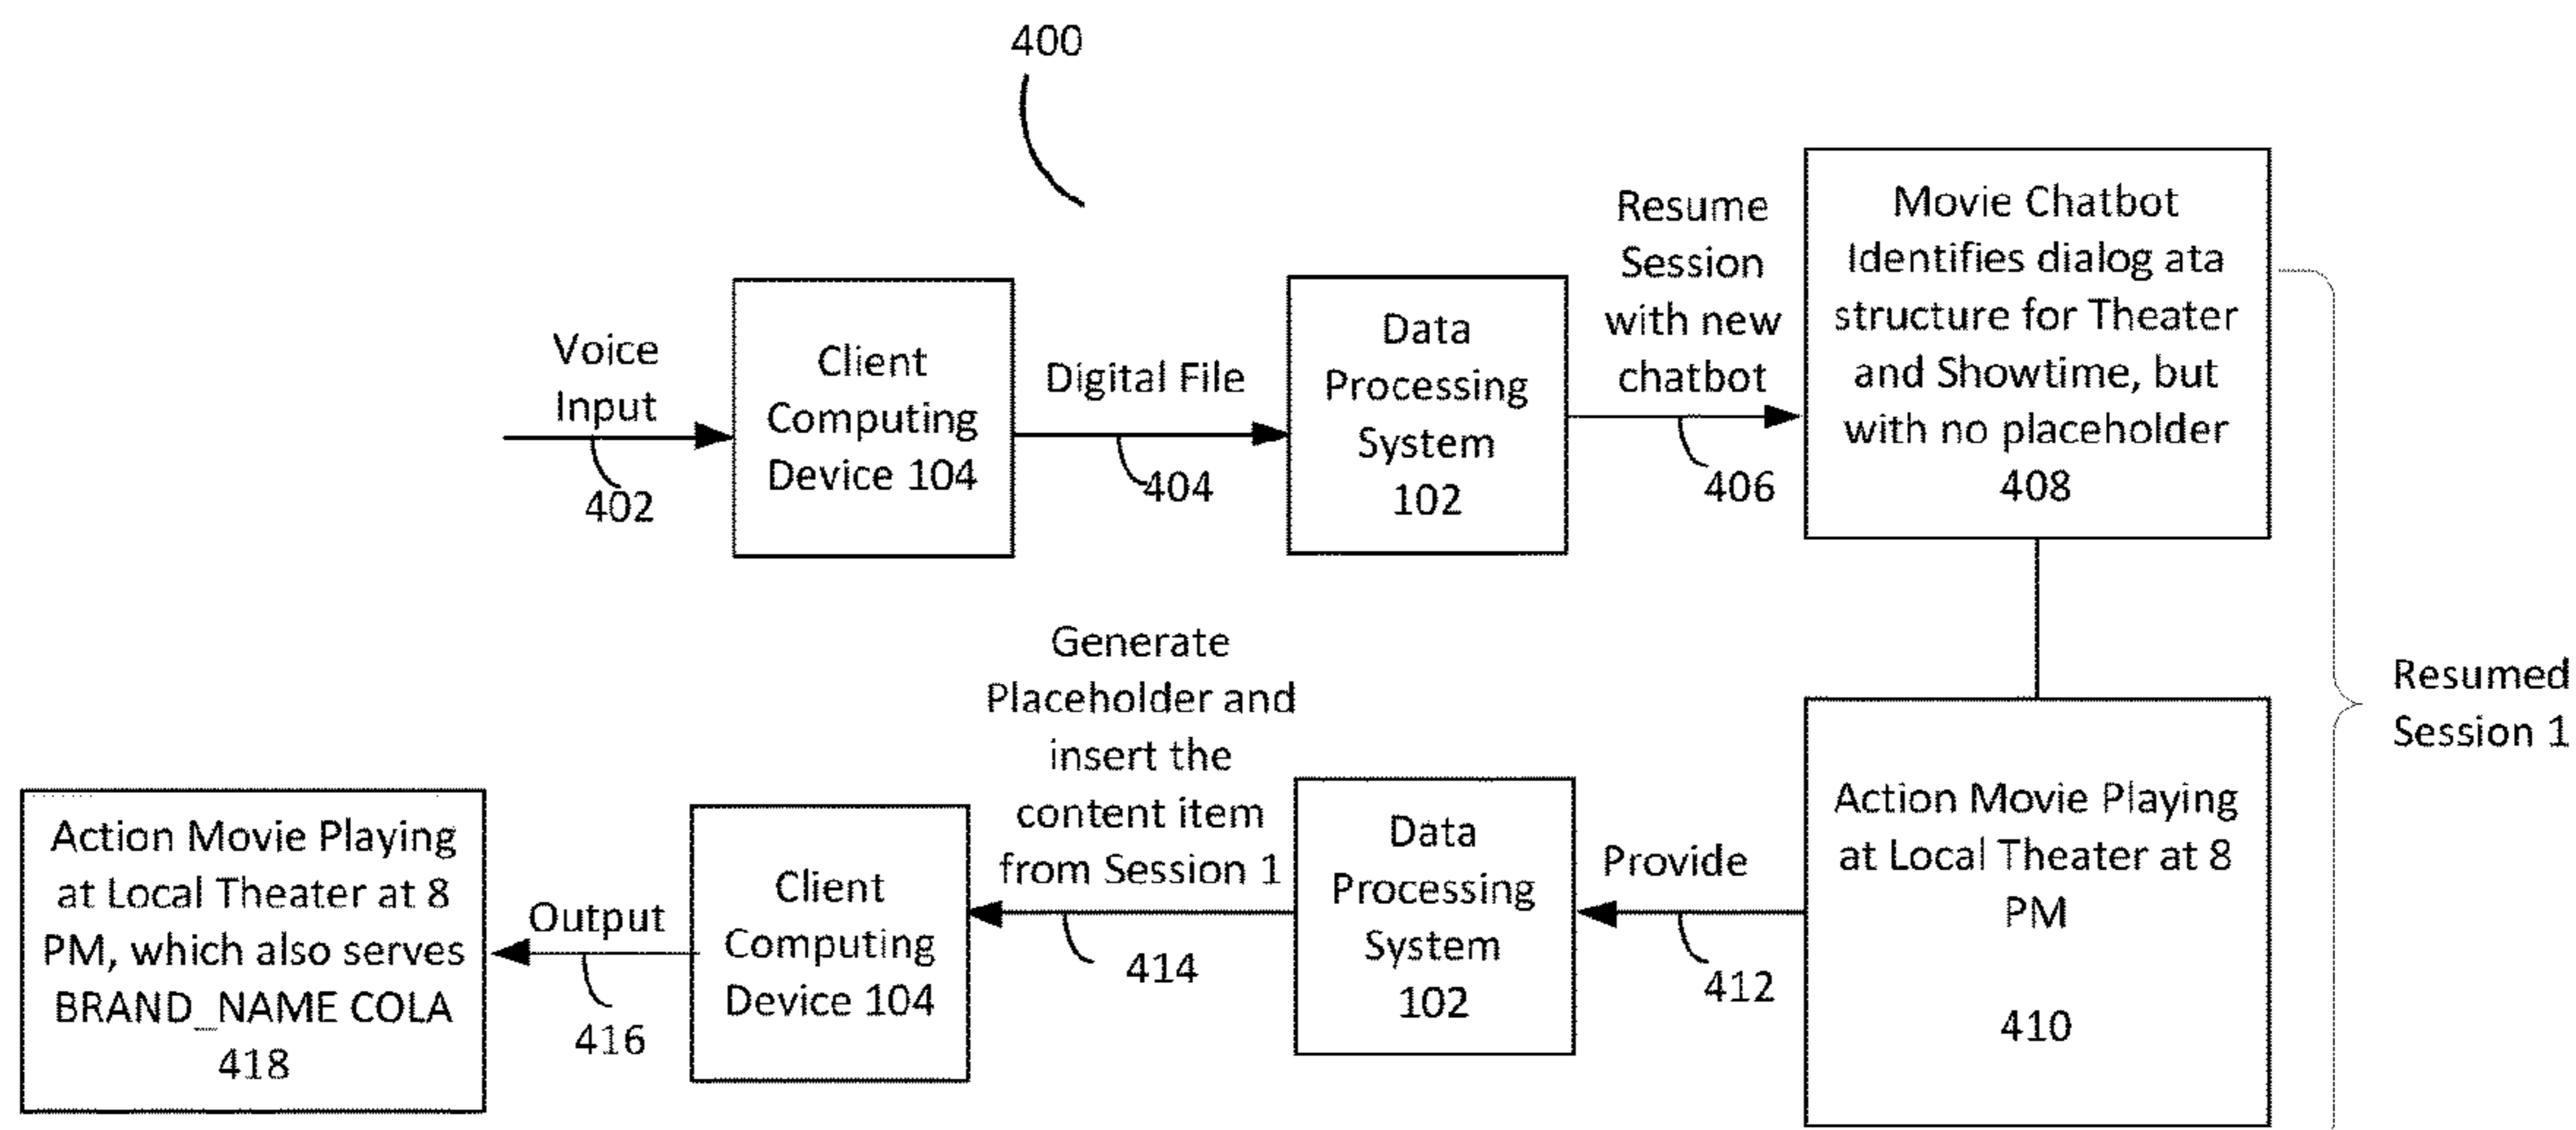 400
Voice
Input
402
Client
Computing
Device 104
Digital File
404
Data
Processing
System
102
Resume
Session
with new
chatbot
406
Movie Chatbot
Identifies dialog ata
structure for Theater
and Showtime, but
with no placeholder
408
Resumed
Session 1
Action Movie Playing
at Local Theater at 8
PM
410
Provide
412
Data
Processing
System
102
Generate
Placeholder and
insert the
content item
from Session 1
414
Client
Computing
Device 104
Output
416
Action Movie Playing
at Local Theater at 8
PM, which also serves
BRAND_NAME COLA
418